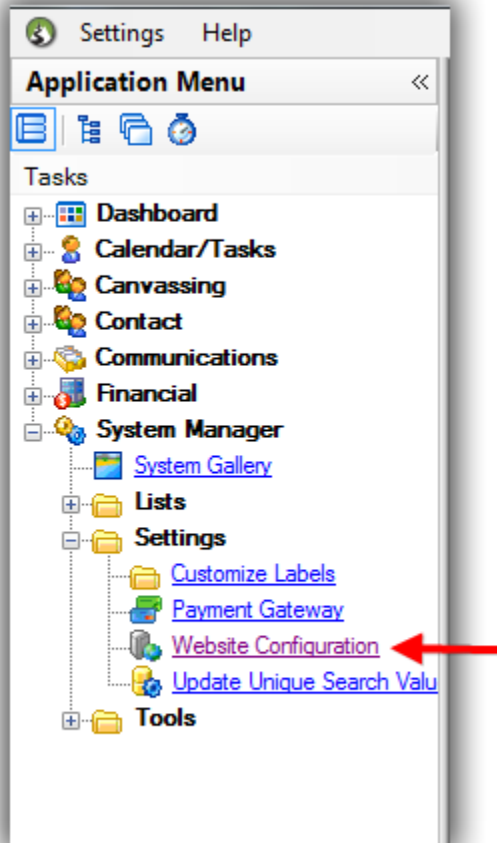 Settings Help
Application Menu
Tasks
Dashboard
Calendar/Tasks
Canvassing
Contact
Communications
Financial
System Manager
System Gallery
Lists
Settings
Customize Labels
Payment Gateway
Website Configuration
Update Unique Search Valu
Tools